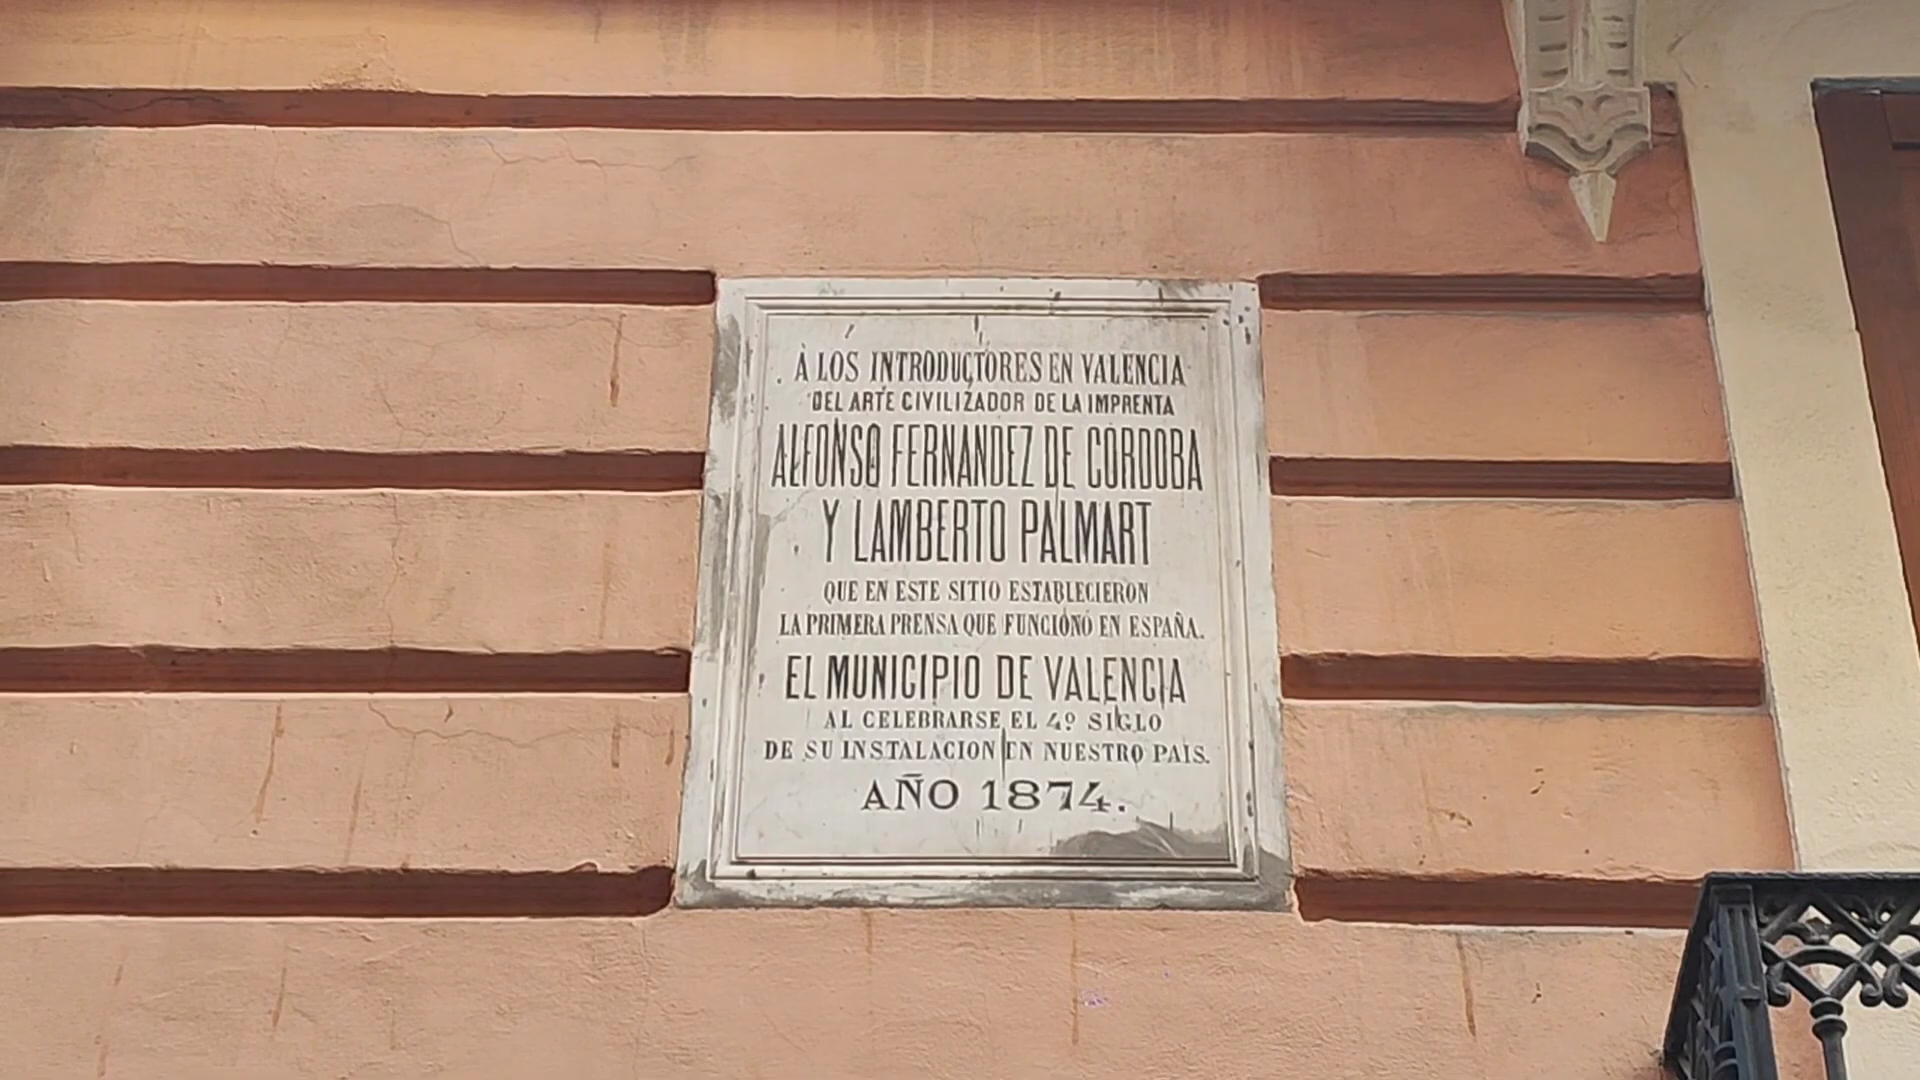 À LOS INTRODUCTORES EN VALENCIA
DEL ARTE CIVILIZADOR DE LA IMPRENTA
ALFONSO FERNANDEZ DE CORDOBA
Y LAMBERTO PALMART
QUE EN ESTE SITIO ESTABLECIERON
LA PRIMERA PRENSA QUE FUNCIONÓ EN ESPAÑA.
EL MUNICIPIO DE VALENCIA
AL CELEBRARSE EL 4º SIGLO
DE SU INSTALACION EN NUESTRO PAIS.
AÑO 1874.